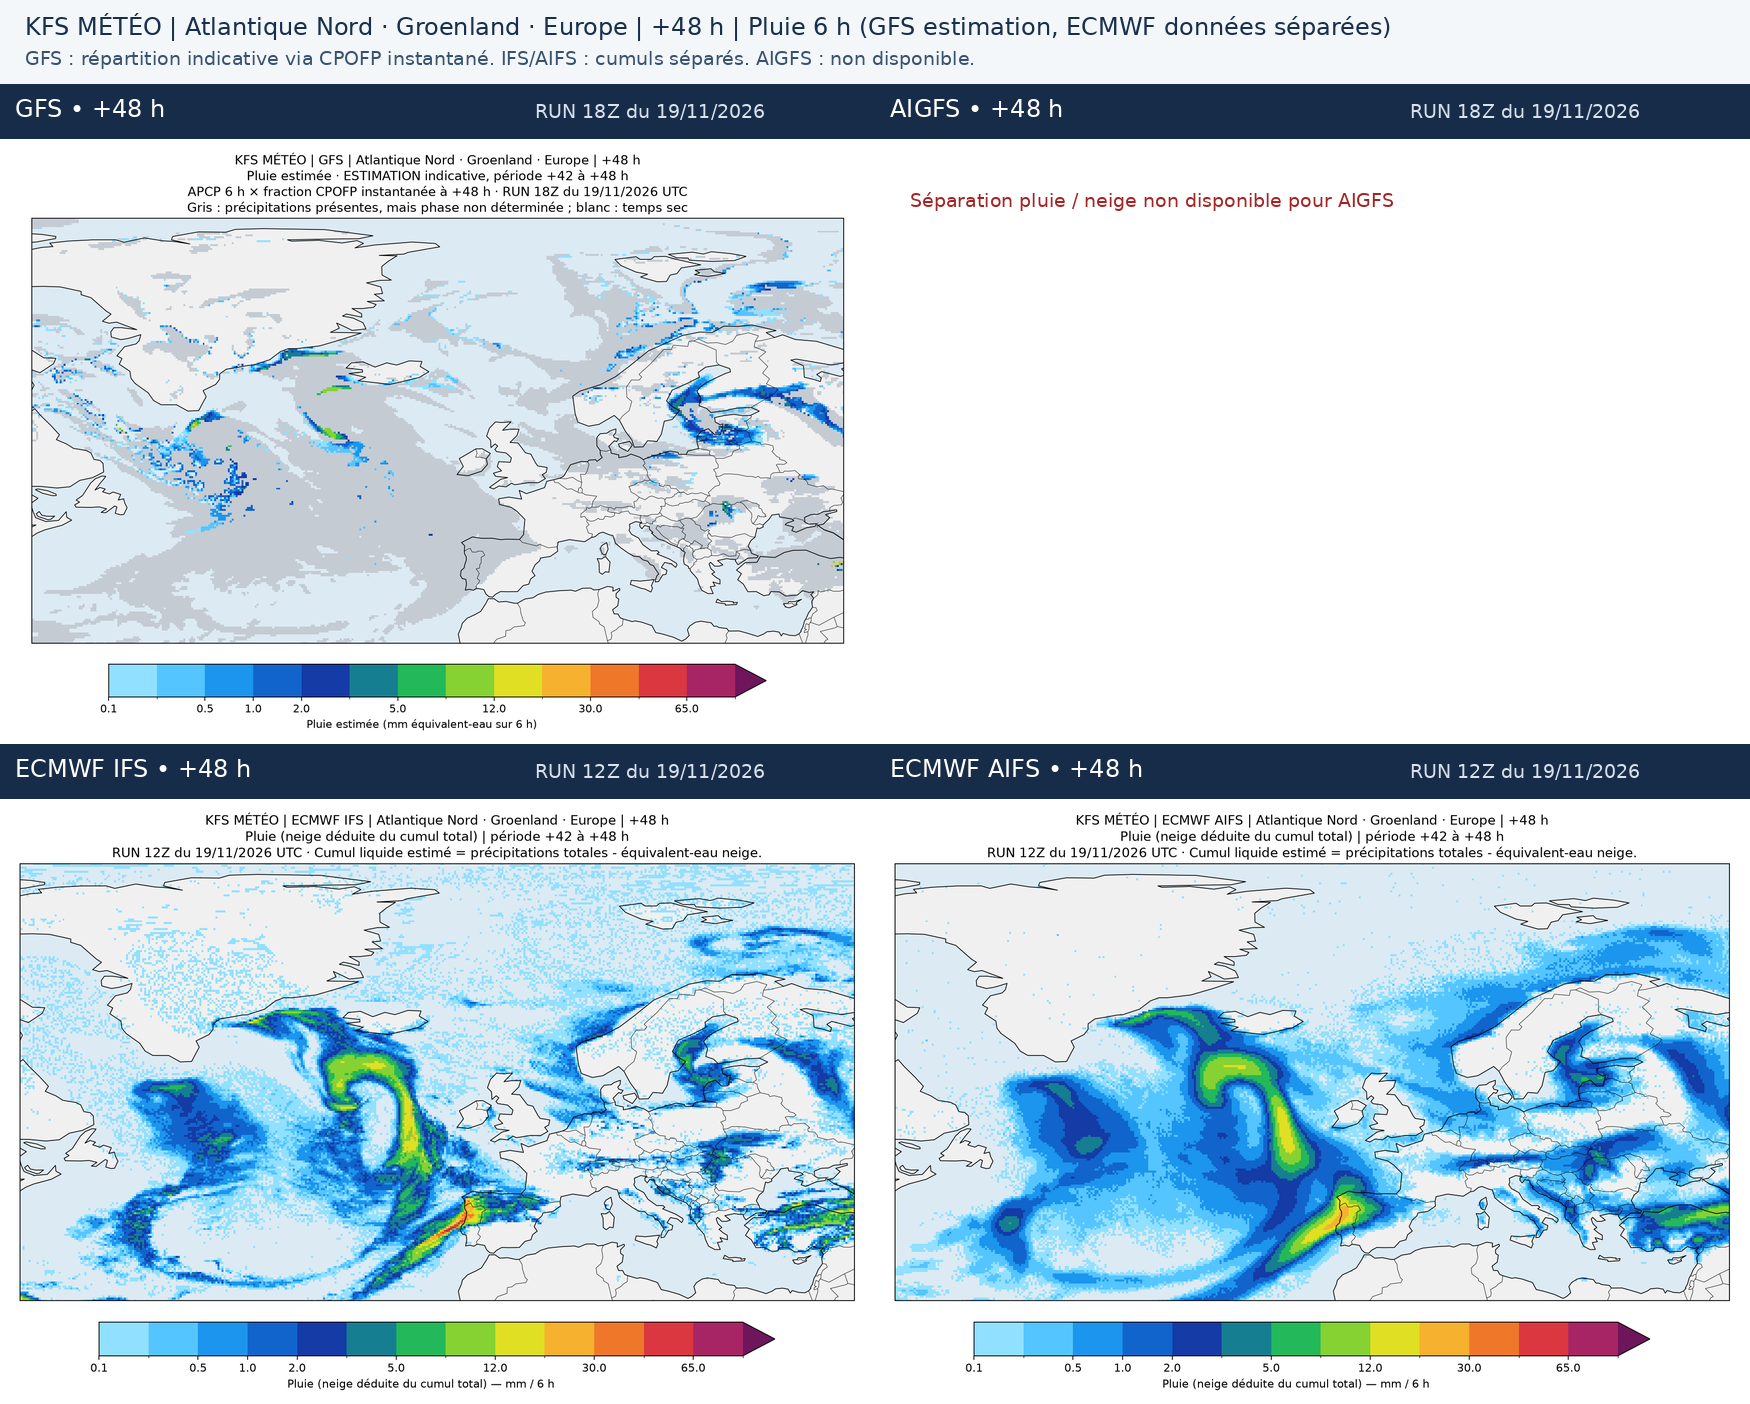 KFS MÉTÉO | Atlantique Nord · Groenland · Europe | +48 h | Pluie 6 h (GFS estimation, ECMWF données séparées)
GFS : répartition indicative via CPOFP instantané. IFS/AIFS : cumuls séparés. AIGFS : non disponible.
GFS • +48 h
RUN 18Z du 19/11/2026
AIGFS • +48 h
RUN 18Z du 19/11/2026
KFS MÉTÉO | GFS | Atlantique Nord · Groenland · Europe | +48 h
Pluie estimée · ESTIMATION indicative, période +42 à +48 h
APCP 6 h × fraction CPOFP instantanée à +48 h · RUN 18Z du 19/11/2026 UTC
Gris : précipitations présentes, mais phase non déterminée ; blanc : temps sec
Séparation pluie / neige non disponible pour AIGFS
0.1 0.5 1.0 2.0 5.0 12.0 30.0 65.0
Pluie estimée (mm équivalent-eau sur 6 h)
ECMWF IFS • +48 h
RUN 12Z du 19/11/2026
ECMWF AIFS • +48 h
RUN 12Z du 19/11/2026
KFS MÉTÉO | ECMWF IFS | Atlantique Nord · Groenland · Europe | +48 h
Pluie (neige déduite du cumul total) | période +42 à +48 h
RUN 12Z du 19/11/2026 UTC · Cumul liquide estimé = précipitations totales - équivalent-eau neige.
KFS MÉTÉO | ECMWF AIFS | Atlantique Nord · Groenland · Europe | +48 h
Pluie (neige déduite du cumul total) | période +42 à +48 h
RUN 12Z du 19/11/2026 UTC · Cumul liquide estimé = précipitations totales - équivalent-eau neige.
0.1 0.5 1.0 2.0 5.0 12.0 30.0 65.0
Pluie (neige déduite du cumul total) — mm / 6 h
0.1 0.5 1.0 2.0 5.0 12.0 30.0 65.0
Pluie (neige déduite du cumul total) — mm / 6 h